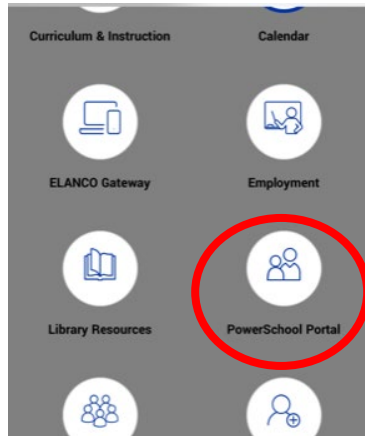 Curriculum & Instruction
Calendar
ELANCO Gateway
Employment
Library Resources
PowerSchool Portal